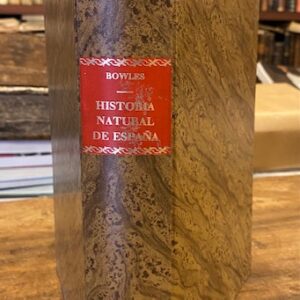 BOWLES
HISTORIA
NATURAL
DE ESPAÑA